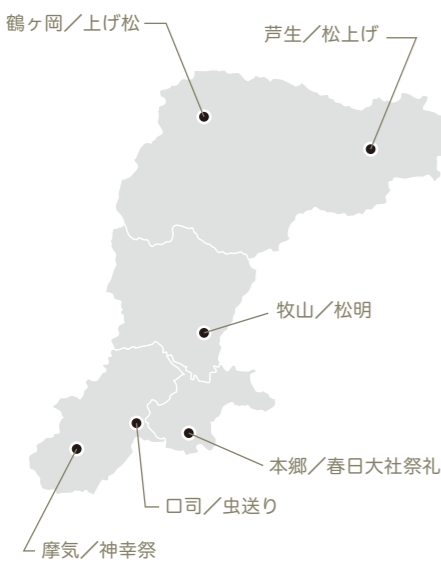 鶴ヶ岡／上げ松
芦生／松上げ
牧山／松明
本郷／春日大社祭礼
口司／虫送り
摩気／神幸祭